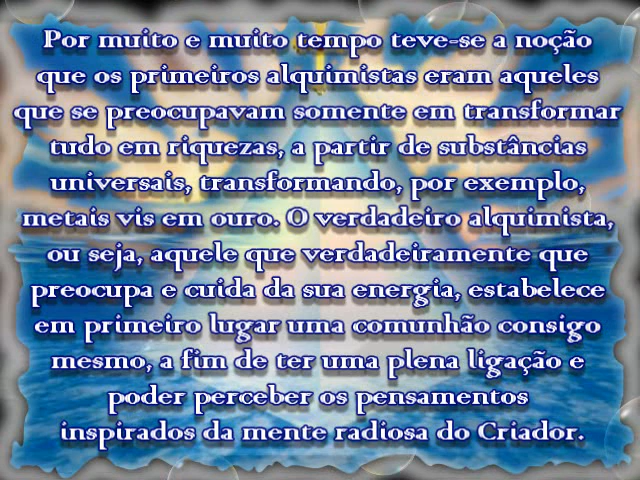 Por muito e muito tempo teve-se a noção
que os primeiros alquimistas eram aqueles
que se preocupavam somente em transformar
tudo em riquezas, a partir de substâncias
universais, transformando, por exemplo,
metais vis em ouro. O verdadeiro alquimista,
ou seja, aquele que verdadeiramente que
preocupa e cuida da sua energia, estabelece
em primeiro lugar uma comunhão consigo
mesmo, a fim de ter uma plena ligação e
poder perceber os pensamentos
inspirados da mente radiosa do Criador.